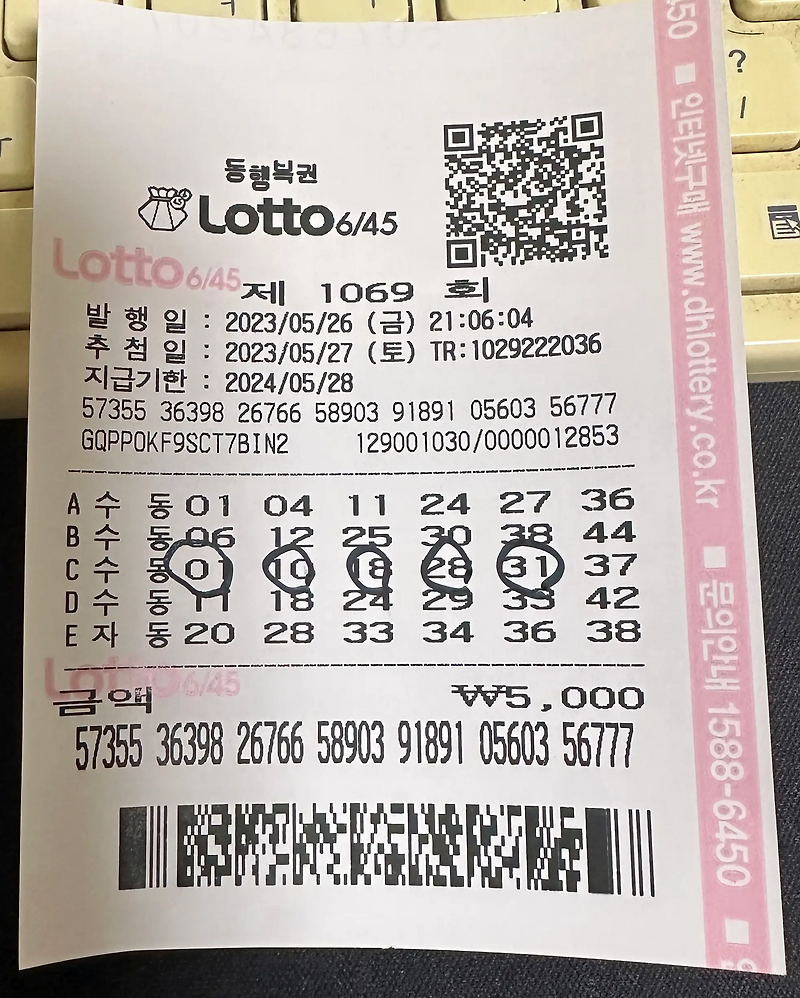 동행복권
Lotto 6/45
Lotto 6/45
제 1069 회
발 행 일 : 2023/05/26 (금) 21:06:04
추 첨 일 : 2023/05/27 (토) TR:1029222036
지급기한 : 2024/05/28
57355 36398 26766 58903 91891 05603 56777
GQPPOKF9SCT7BIN2 129001030/0000012853
A 수 동 01 04 11 24 27 36
B 수 동 06 12 25 30 38 44
C 수 동 01 10 18 28 31 37
D 수 동 11 18 24 29 33 42
E 자 동 20 28 33 34 36 38
Lotto 6/45
금액 ₩5,000
57355 36398 26766 58903 91891 05603 56777
50 ■ 인터넷구매 www.dhlottery.co.kr ■ 문의안내 1588-6450 ■
?
/